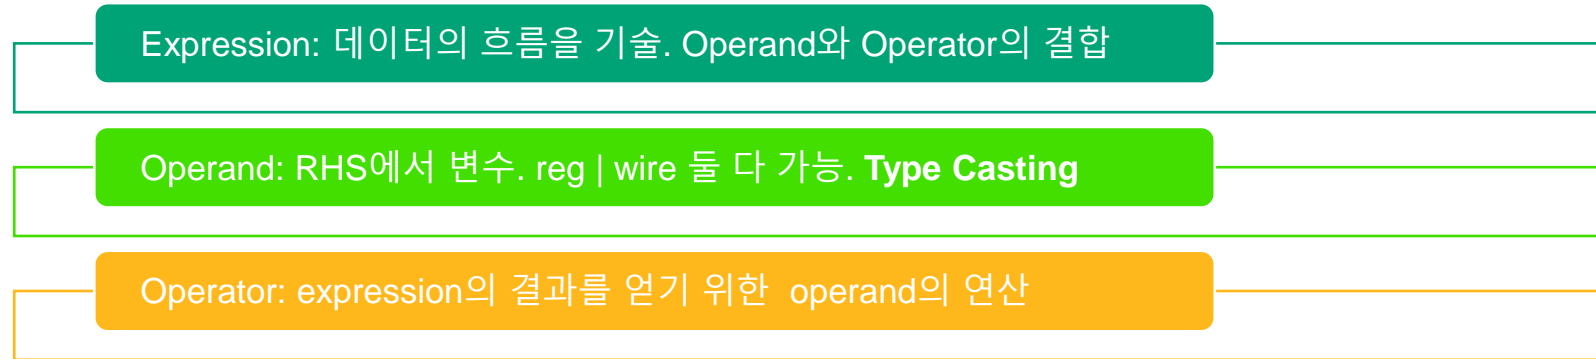 Expression: 데이터의 흐름을 기술. Operand와 Operator의 결합
Operand: RHS에서 변수. reg | wire 둘 다 가능. Type Casting
Operator: expression의 결과를 얻기 위한 operand의 연산